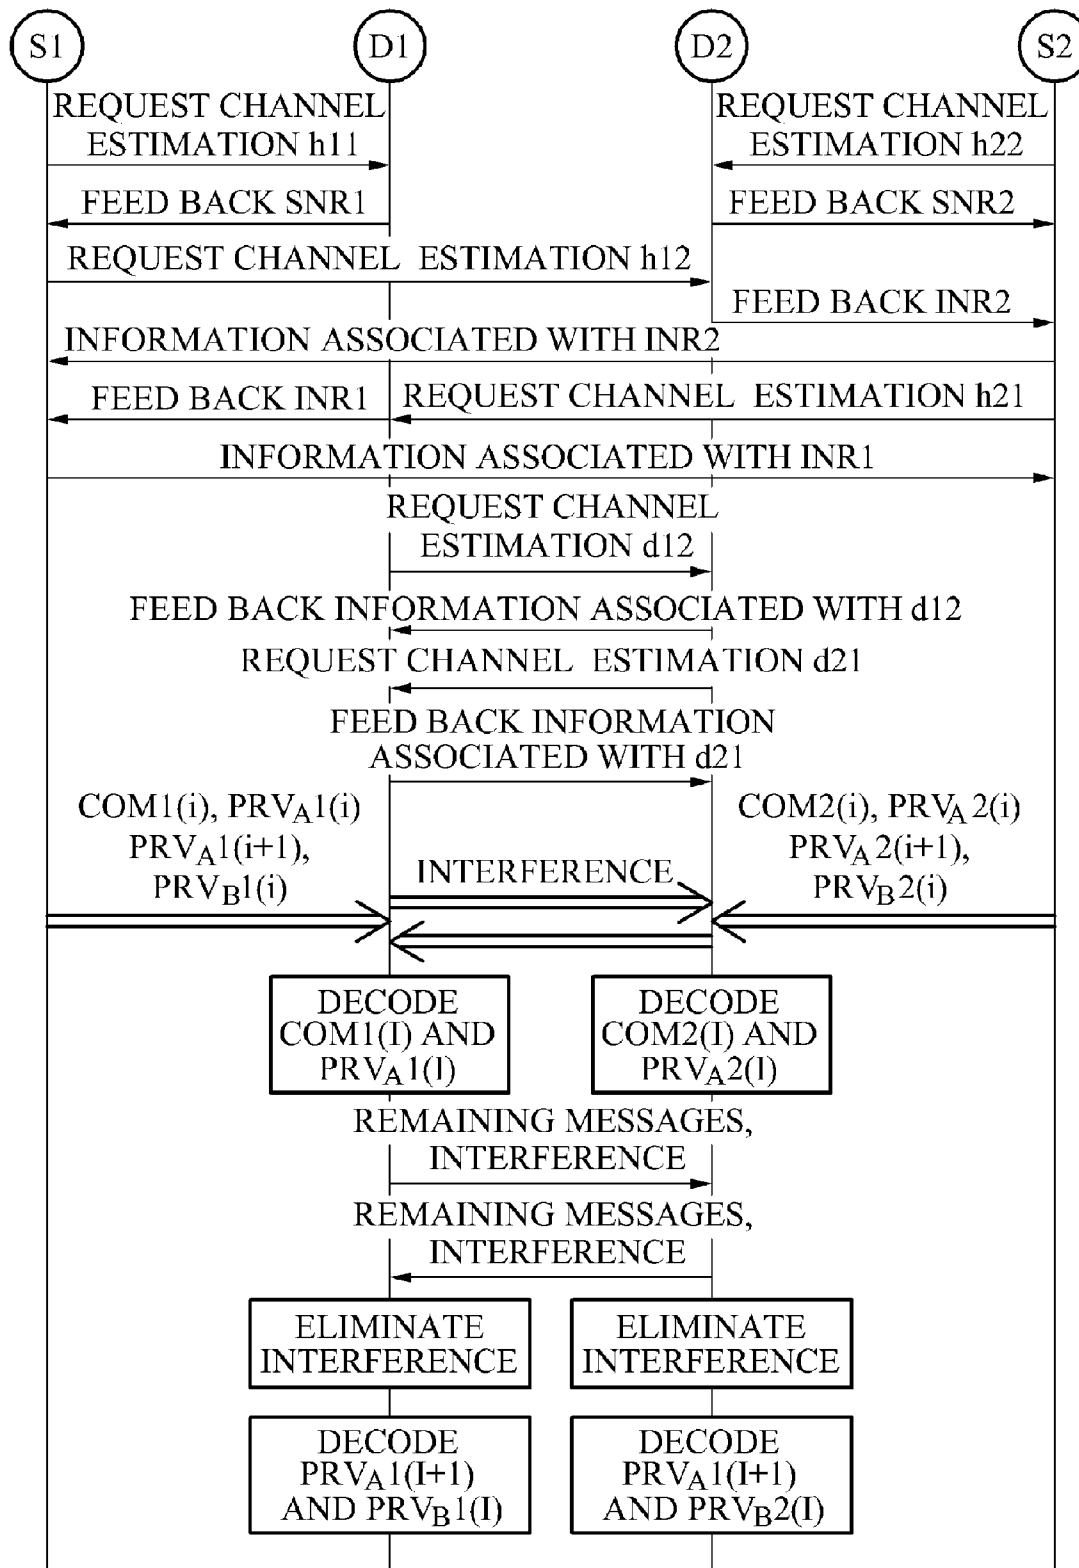 S1 D1 D2 S2
REQUEST CHANNEL
ESTIMATION h11
REQUEST CHANNEL
ESTIMATION h22
FEED BACK SNR1
FEED BACK SNR2
REQUEST CHANNEL ESTIMATION h12
FEED BACK INR2
INFORMATION ASSOCIATED WITH INR2
FEED BACK INR1
REQUEST CHANNEL ESTIMATION h21
INFORMATION ASSOCIATED WITH INR1
REQUEST CHANNEL
ESTIMATION d12
FEED BACK INFORMATION ASSOCIATED WITH d12
REQUEST CHANNEL ESTIMATION d21
FEED BACK INFORMATION
ASSOCIATED WITH d21
COM1(i), PRVA1(i)
PRVA1(i+1),
PRVB1(i)
INTERFERENCE
COM2(i), PRVA2(i)
PRVA2(i+1),
PRVB2(i)
DECODE
COM1(I) AND
PRVA1(I)
DECODE
COM2(I) AND
PRVA2(I)
REMAINING MESSAGES,
INTERFERENCE
REMAINING MESSAGES,
INTERFERENCE
ELIMINATE
INTERFERENCE
ELIMINATE
INTERFERENCE
DECODE
PRVA1(I+1)
AND PRVB1(I)
DECODE
PRVA1(I+1)
AND PRVB2(I)